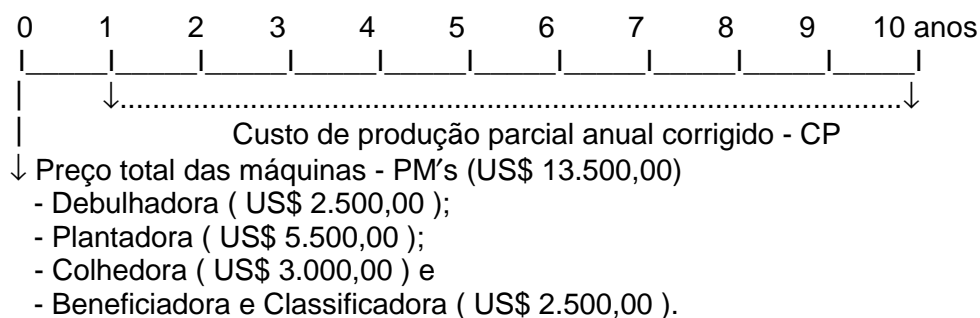 0 1 2 3 4 5 6 7 8 9 10 anos
Custo de produção parcial anual corrigido - CP
Preço total das máquinas - PM′s (US$ 13.500,00)
- Debulhadora ( US$ 2.500,00 );
- Plantadora ( US$ 5.500,00 );
- Colhedora ( US$ 3.000,00 ) e
- Beneficiadora e Classificadora ( US$ 2.500,00 ).